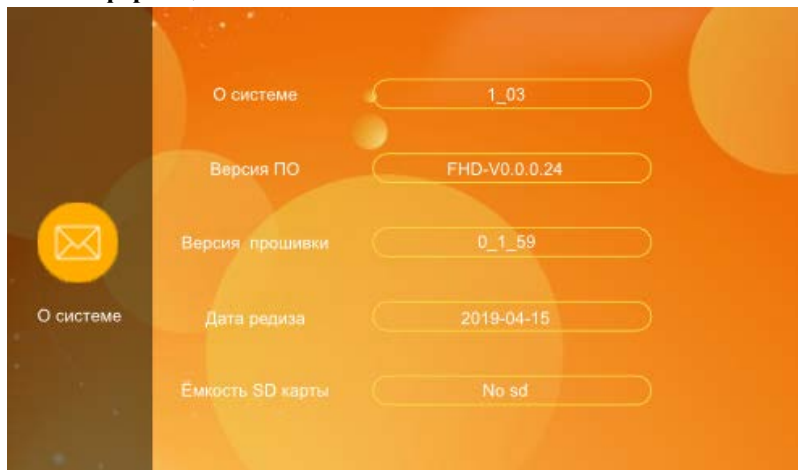 О системе 1_03
Версия ПО FHD-V0.0.0.24
Версия прошивки 0_1_59
О системе
Дата редиза 2019-04-15
Емкость SD карты No sd